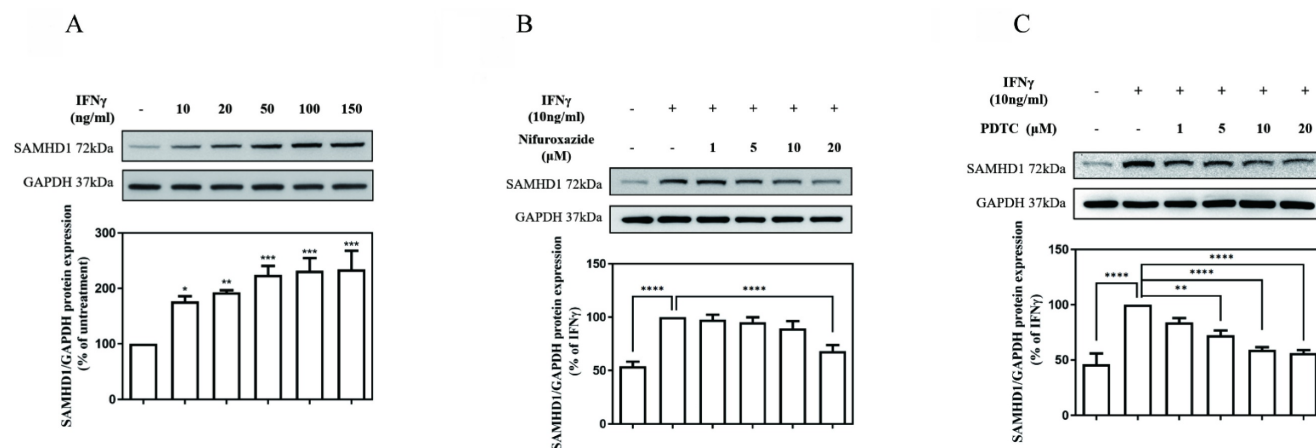 A
IFNγ
(ng/ml)
- 10 20 50 100 150
SAMHD1 72kDa
GAPDH 37kDa
SAMHD1/GAPDH protein expression
(% of untreatment)
300
200
100
0
* ** *** *** ***
B
IFNγ
(10ng/ml)
- + + + + +
Nifuroxazide
(µM)
- - 1 5 10 20
SAMHD1 72kDa
GAPDH 37kDa
SAMHD1/GAPDH protein expression
(% of IFNγ)
150
100
50
0
**** ****
C
IFNγ
(10ng/ml)
- + + + + +
PDTC (µM)
- - 1 5 10 20
SAMHD1 72kDa
GAPDH 37kDa
SAMHD1/GAPDH protein expression
(% of IFNγ)
150
100
50
0
****
****
**** **